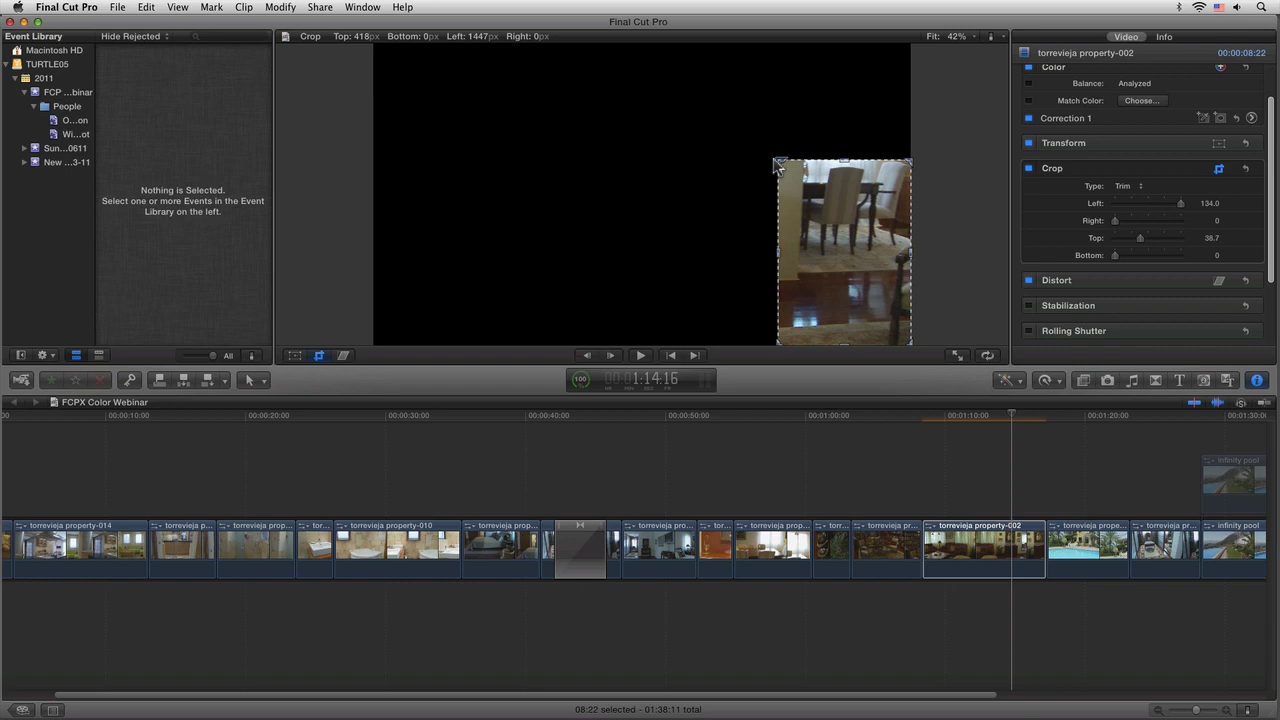 Final Cut Pro File Edit View Mark Clip Modify Share Window Help
Final Cut Pro
Event Library
Hide Rejected
Macintosh HD
TURTLE05
2011
FCP ...binar
People
O...on
Wi...ot
Sun...0611
New ...3-11
Nothing is Selected.
Select one or more Events in the Event
Library on the left.
All
Crop Top: 418px Bottom: 0px Left: 1447px Right: 0px
Fit: 42%
Video Info
torrevieja property-002 00:00:08:22
Color
Balance: Analyzed
Match Color: Choose...
Correction 1
Transform
Crop
Type: Trim
Left: 134.0
Right: 0
Top: 38.7
Bottom: 0
Distort
Stabilization
Rolling Shutter
100 1:14:16
FCPX Color Webinar
00:00:10:00 00:00:20:00 00:00:30:00 00:00:40:00 00:00:50:00 00:01:00:00 00:01:10:00 00:01:20:00 00:01:30:00
infinity pool
torrevieja property-014 torrevieja p... torrevieja prop... torr... torrevieja property-010 torrevieja prop... torrevieja pro... torr... torrevieja prop... torr... torrevieja pr... torrevieja property-002 torrevieja prope... torrevieja pr... infinity pool
08:22 selected - 01:38:11 total